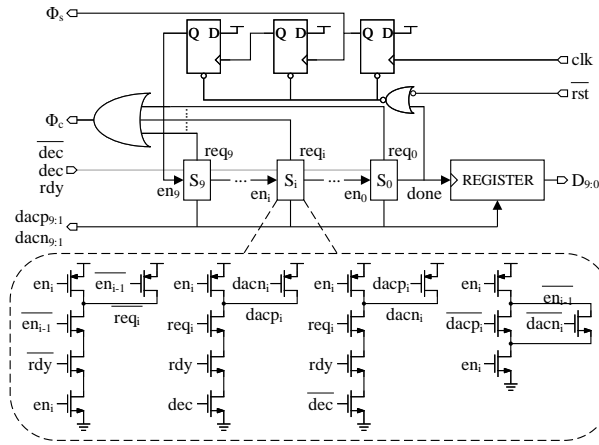 Φs
Q D
Q D
Q D
clk
rst
Φc
dec
dec
rdy
req9
reqi
req0
en9
S9
...
eni
Si
...
en0
S0
done
REGISTER
D9:0
dacp9:1
dacn9:1
eni
eni-1
eni-1
reqi
rdy
eni
eni
dacni
dacpi
reqi
rdy
dec
eni
dacpi
dacni
reqi
rdy
dec
eni
eni-1
dacpi
dacni
eni